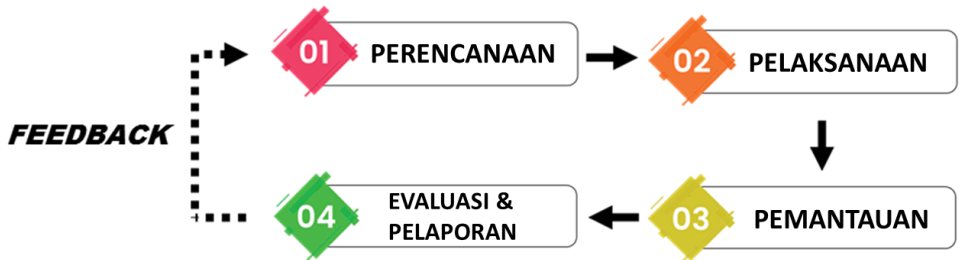 01 PERENCANAAN
02 PELAKSANAAN
FEEDBACK
04 EVALUASI &
PELAPORAN
03 PEMANTAUAN